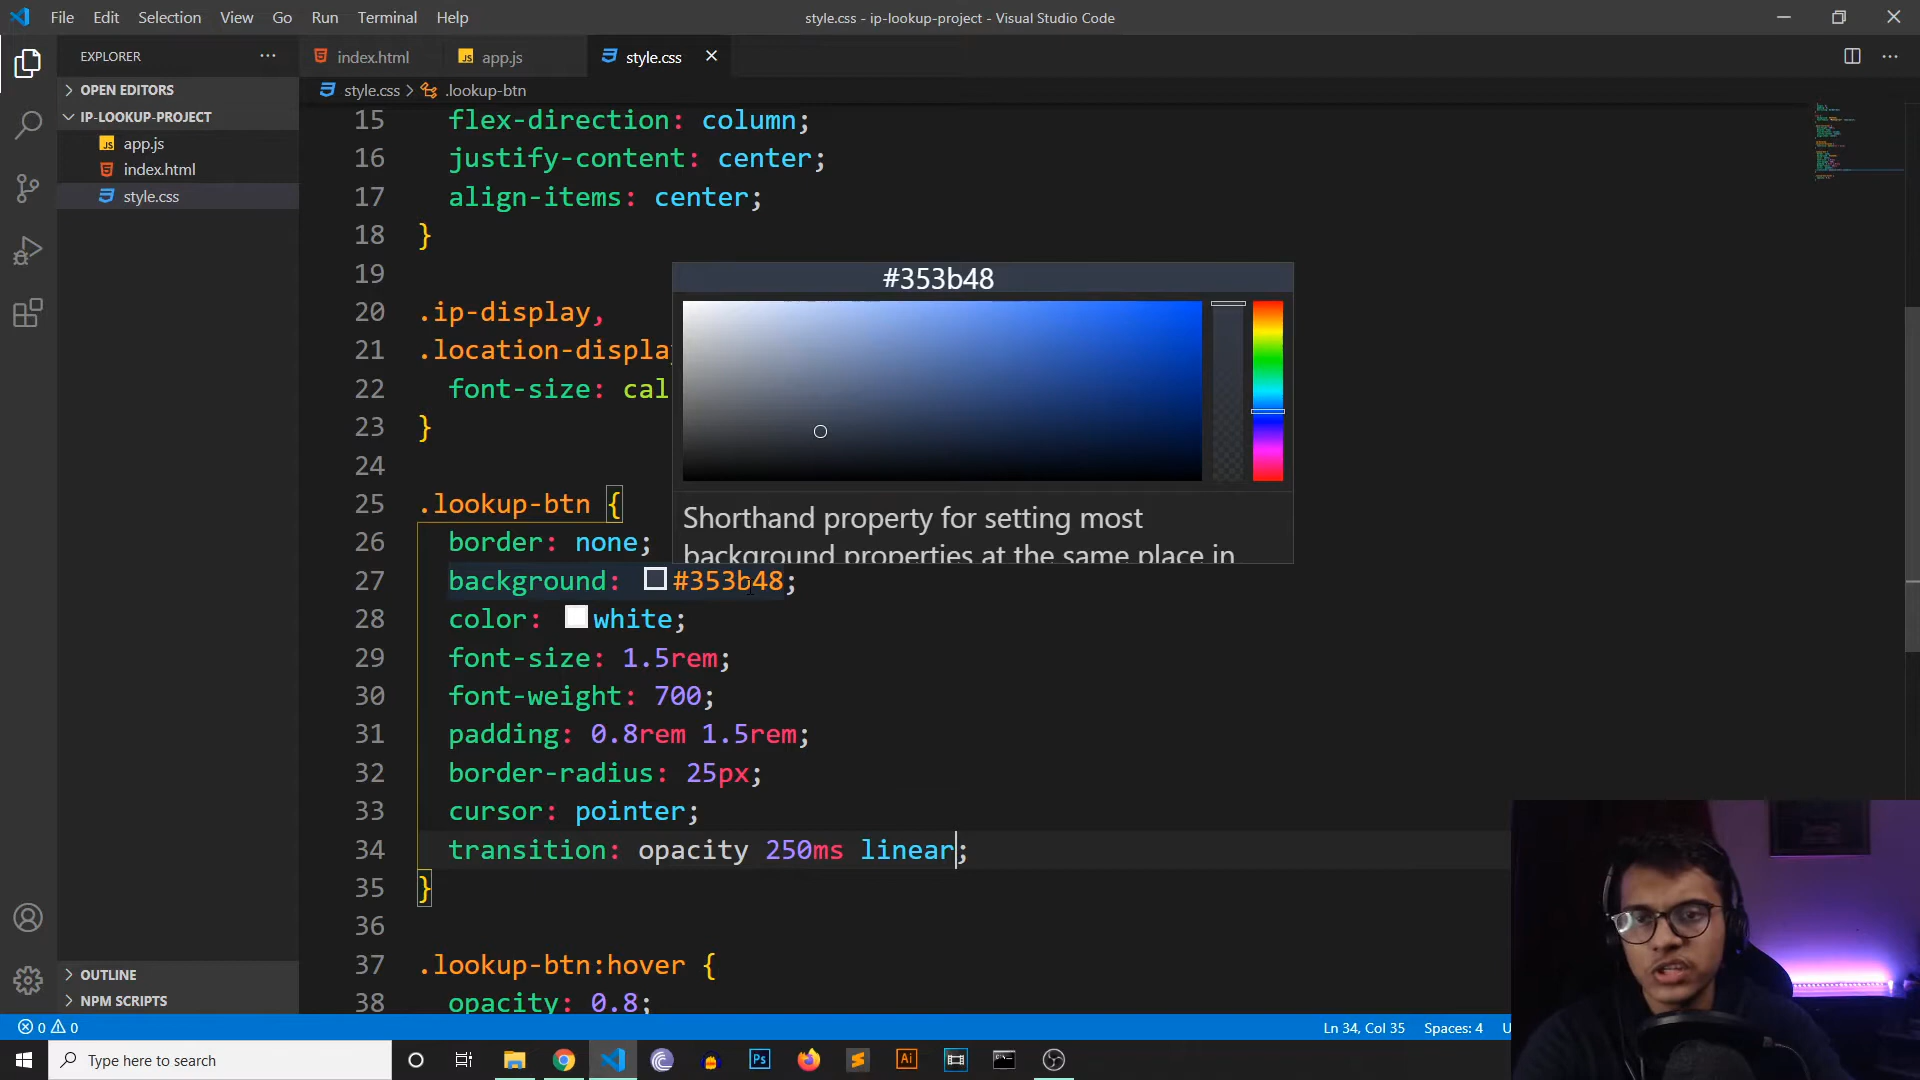 File Edit Selection View Go Run Terminal Help
style.css - ip-lookup-project - Visual Studio Code
EXPLORER
index.html
app.js
style.css
OPEN EDITORS
IP-LOOKUP-PROJECT
app.js
index.html
style.css
style.css > .lookup-btn
15 flex-direction: column;
16 justify-content: center;
17 align-items: center;
18 }
19
20 .ip-display,
21 .location-display
22 font-size: cal
23 }
24
25 .lookup-btn {
26 border: none;
27 background: #353b48;
28 color: white;
29 font-size: 1.5rem;
30 font-weight: 700;
31 padding: 0.8rem 1.5rem;
32 border-radius: 25px;
33 cursor: pointer;
34 transition: opacity 250ms linear;
35 }
36
37 .lookup-btn:hover {
38 opacity: 0.8;
#353b48
Shorthand property for setting most
background properties at the same place in
OUTLINE
NPM SCRIPTS
0 0
Ln 34, Col 35 Spaces: 4 U
Type here to search
Ps
Ai